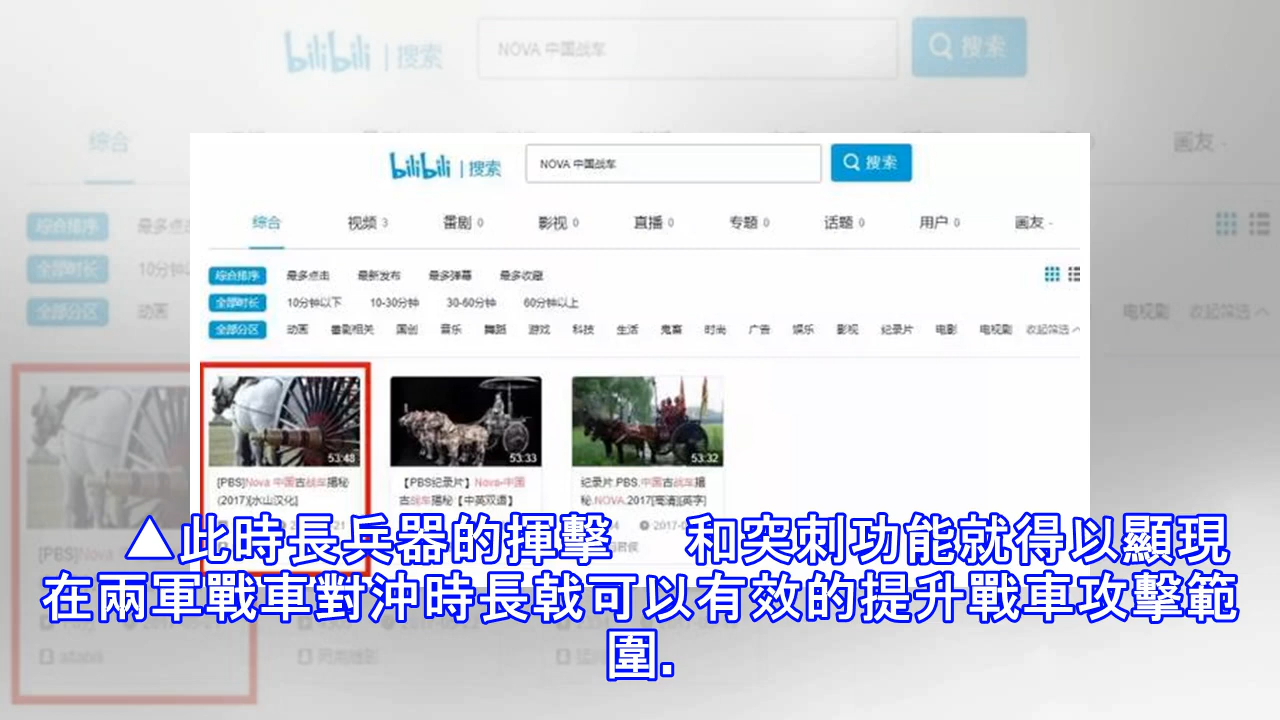 bilibili | 搜索
NOVA 中国战车
搜索
综合 视频 3 番剧 0 影视 0 直播 0 专题 0 话题 0 用户 0 画友 -
综合排序 最多点击 最新发布 最多弹幕 最多收藏
全部时长 10分钟以下 10-30分钟 30-60分钟 60分钟以上
全部分区 动画 番剧相关 国创 音乐 舞蹈 游戏 科技 生活 鬼畜 时尚 广告 娱乐 影视 纪录片 电影 电视剧 收起筛选
53:48
53:33
53:32
[PBS]Nova 中国古战车揭秘
(2017)[水山汉化]
【PBS纪录片】Nova-中国
古战车揭秘【中英双道】
纪录片.PBS.中国古战车揭
秘.NOVA.2017[高清][英字]
▲此時長兵器的揮擊 和突刺功能就得以顯現
在兩軍戰車對沖時長戟可以有效的提升戰車攻擊範
圍.